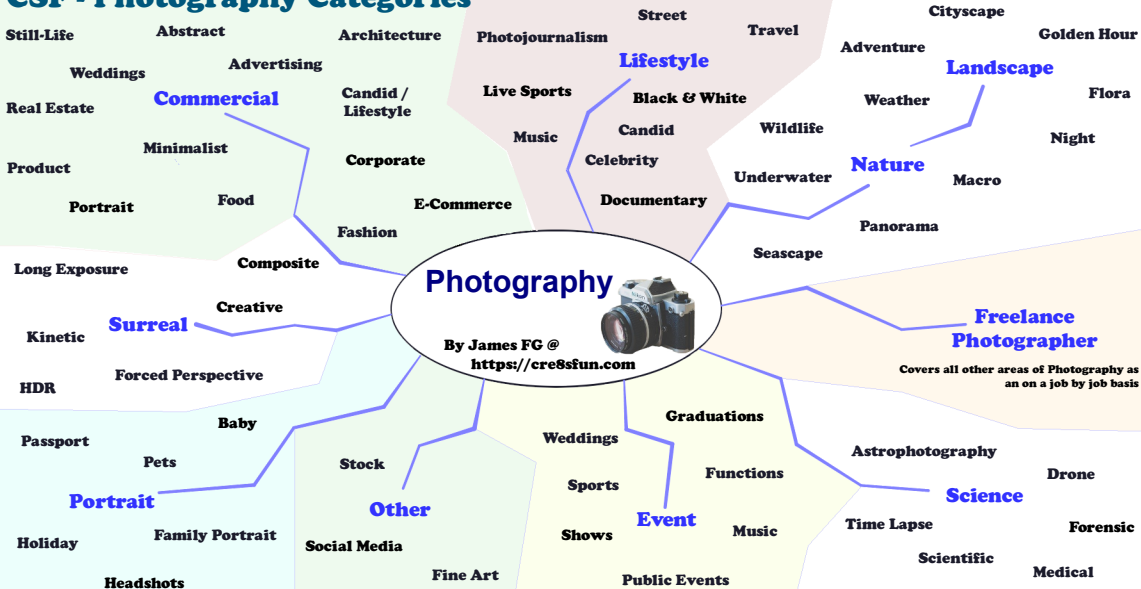 CSF - Photography Categories
Still-Life
Abstract
Architecture
Weddings
Advertising
Real Estate
Commercial
Candid /
Lifestyle
Minimalist
Corporate
Product
Portrait
Food
E-Commerce
Fashion
Street
Travel
Photojournalism
Lifestyle
Live Sports
Black & White
Music
Candid
Celebrity
Documentary
Cityscape
Golden Hour
Adventure
Landscape
Weather
Flora
Wildlife
Night
Nature
Underwater
Macro
Panorama
Seascape
Long Exposure
Composite
Creative
Surreal
Kinetic
Forced Perspective
HDR
Photography
By James FG @
https://cre8sfun.com
Freelance
Photographer
Covers all other areas of Photography as
an on a job by job basis
Baby
Passport
Pets
Portrait
Holiday
Family Portrait
Headshots
Stock
Other
Social Media
Fine Art
Graduations
Weddings
Functions
Sports
Event
Shows
Music
Public Events
Astrophotography
Drone
Science
Time Lapse
Forensic
Scientific
Medical